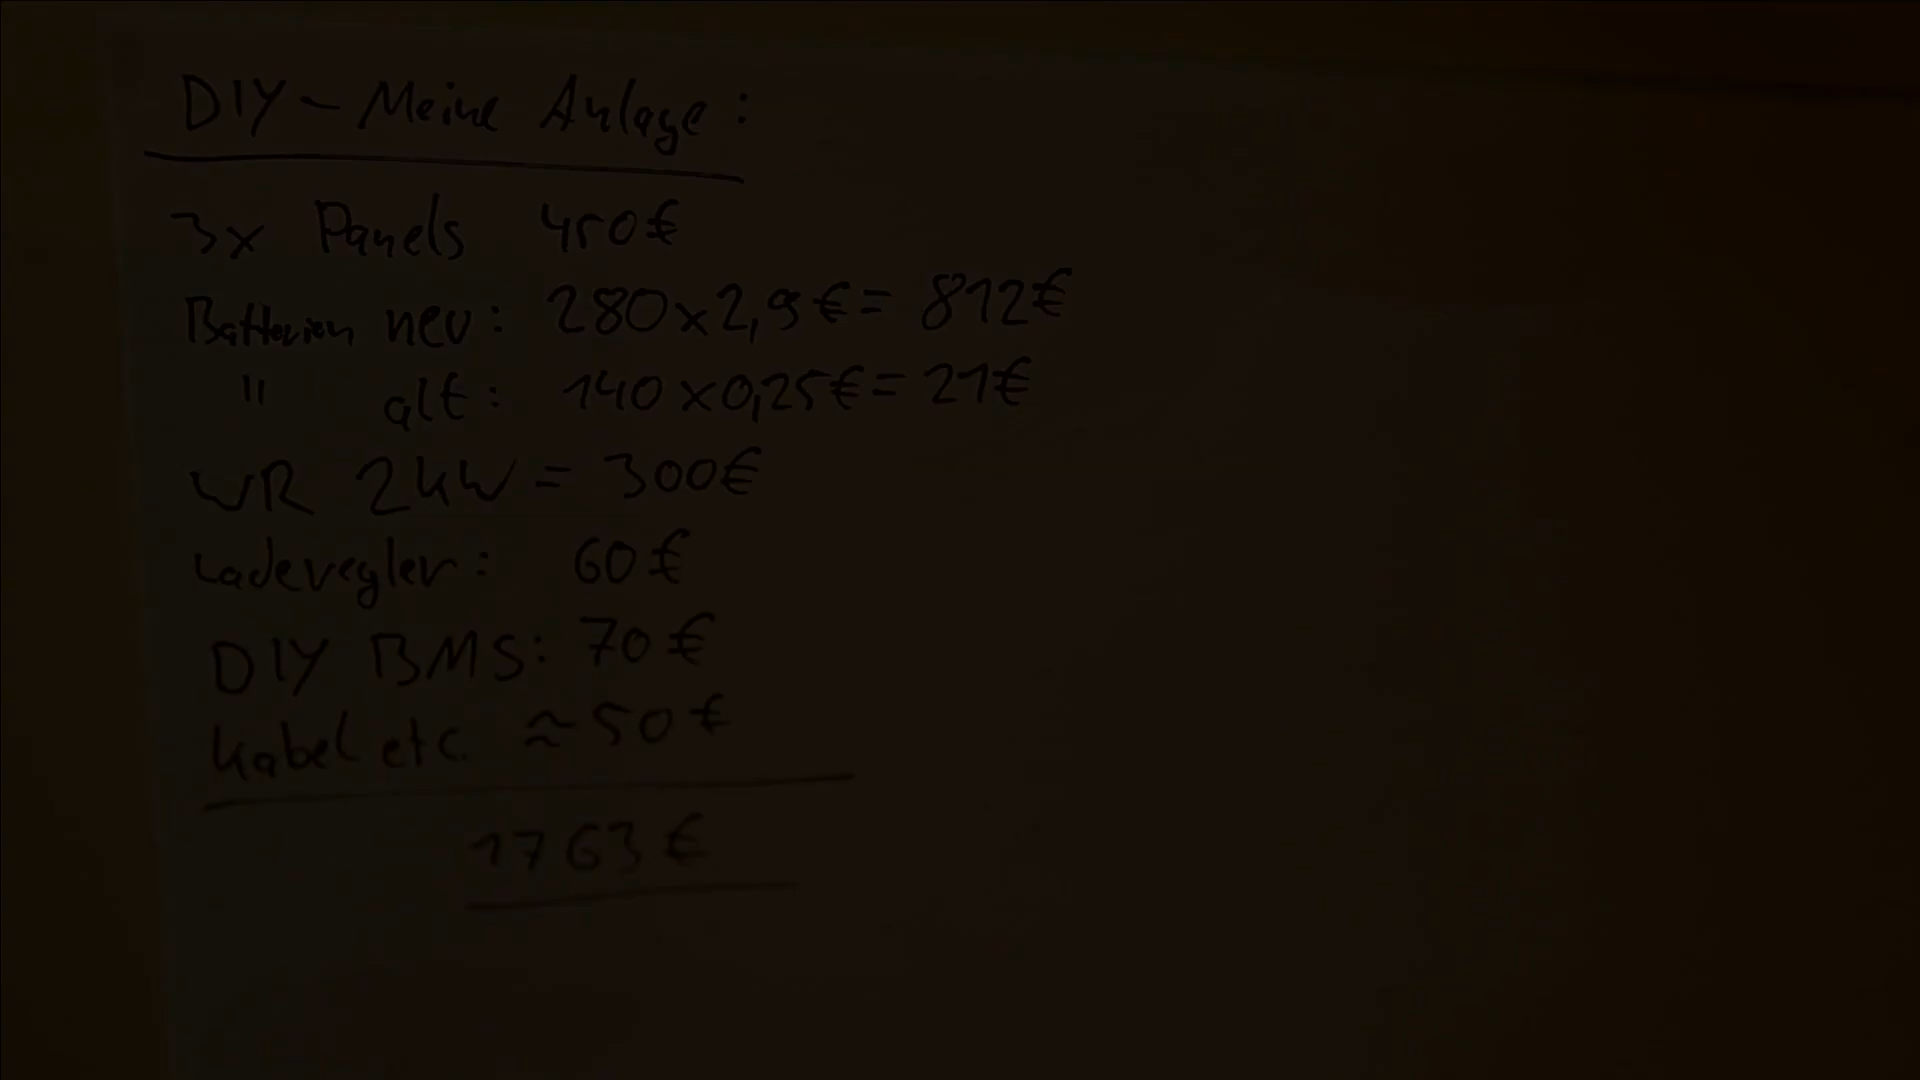 DIY - Meine Anlage:
3x Panels 450€
Batterien neu: 280x2,9€= 812€
" alt: 140x0,25€= 21€
WR 2kW = 300€
Laderegler: 60€
DIY BMS: 70€
Kabel etc. ≈ 50€
1763€